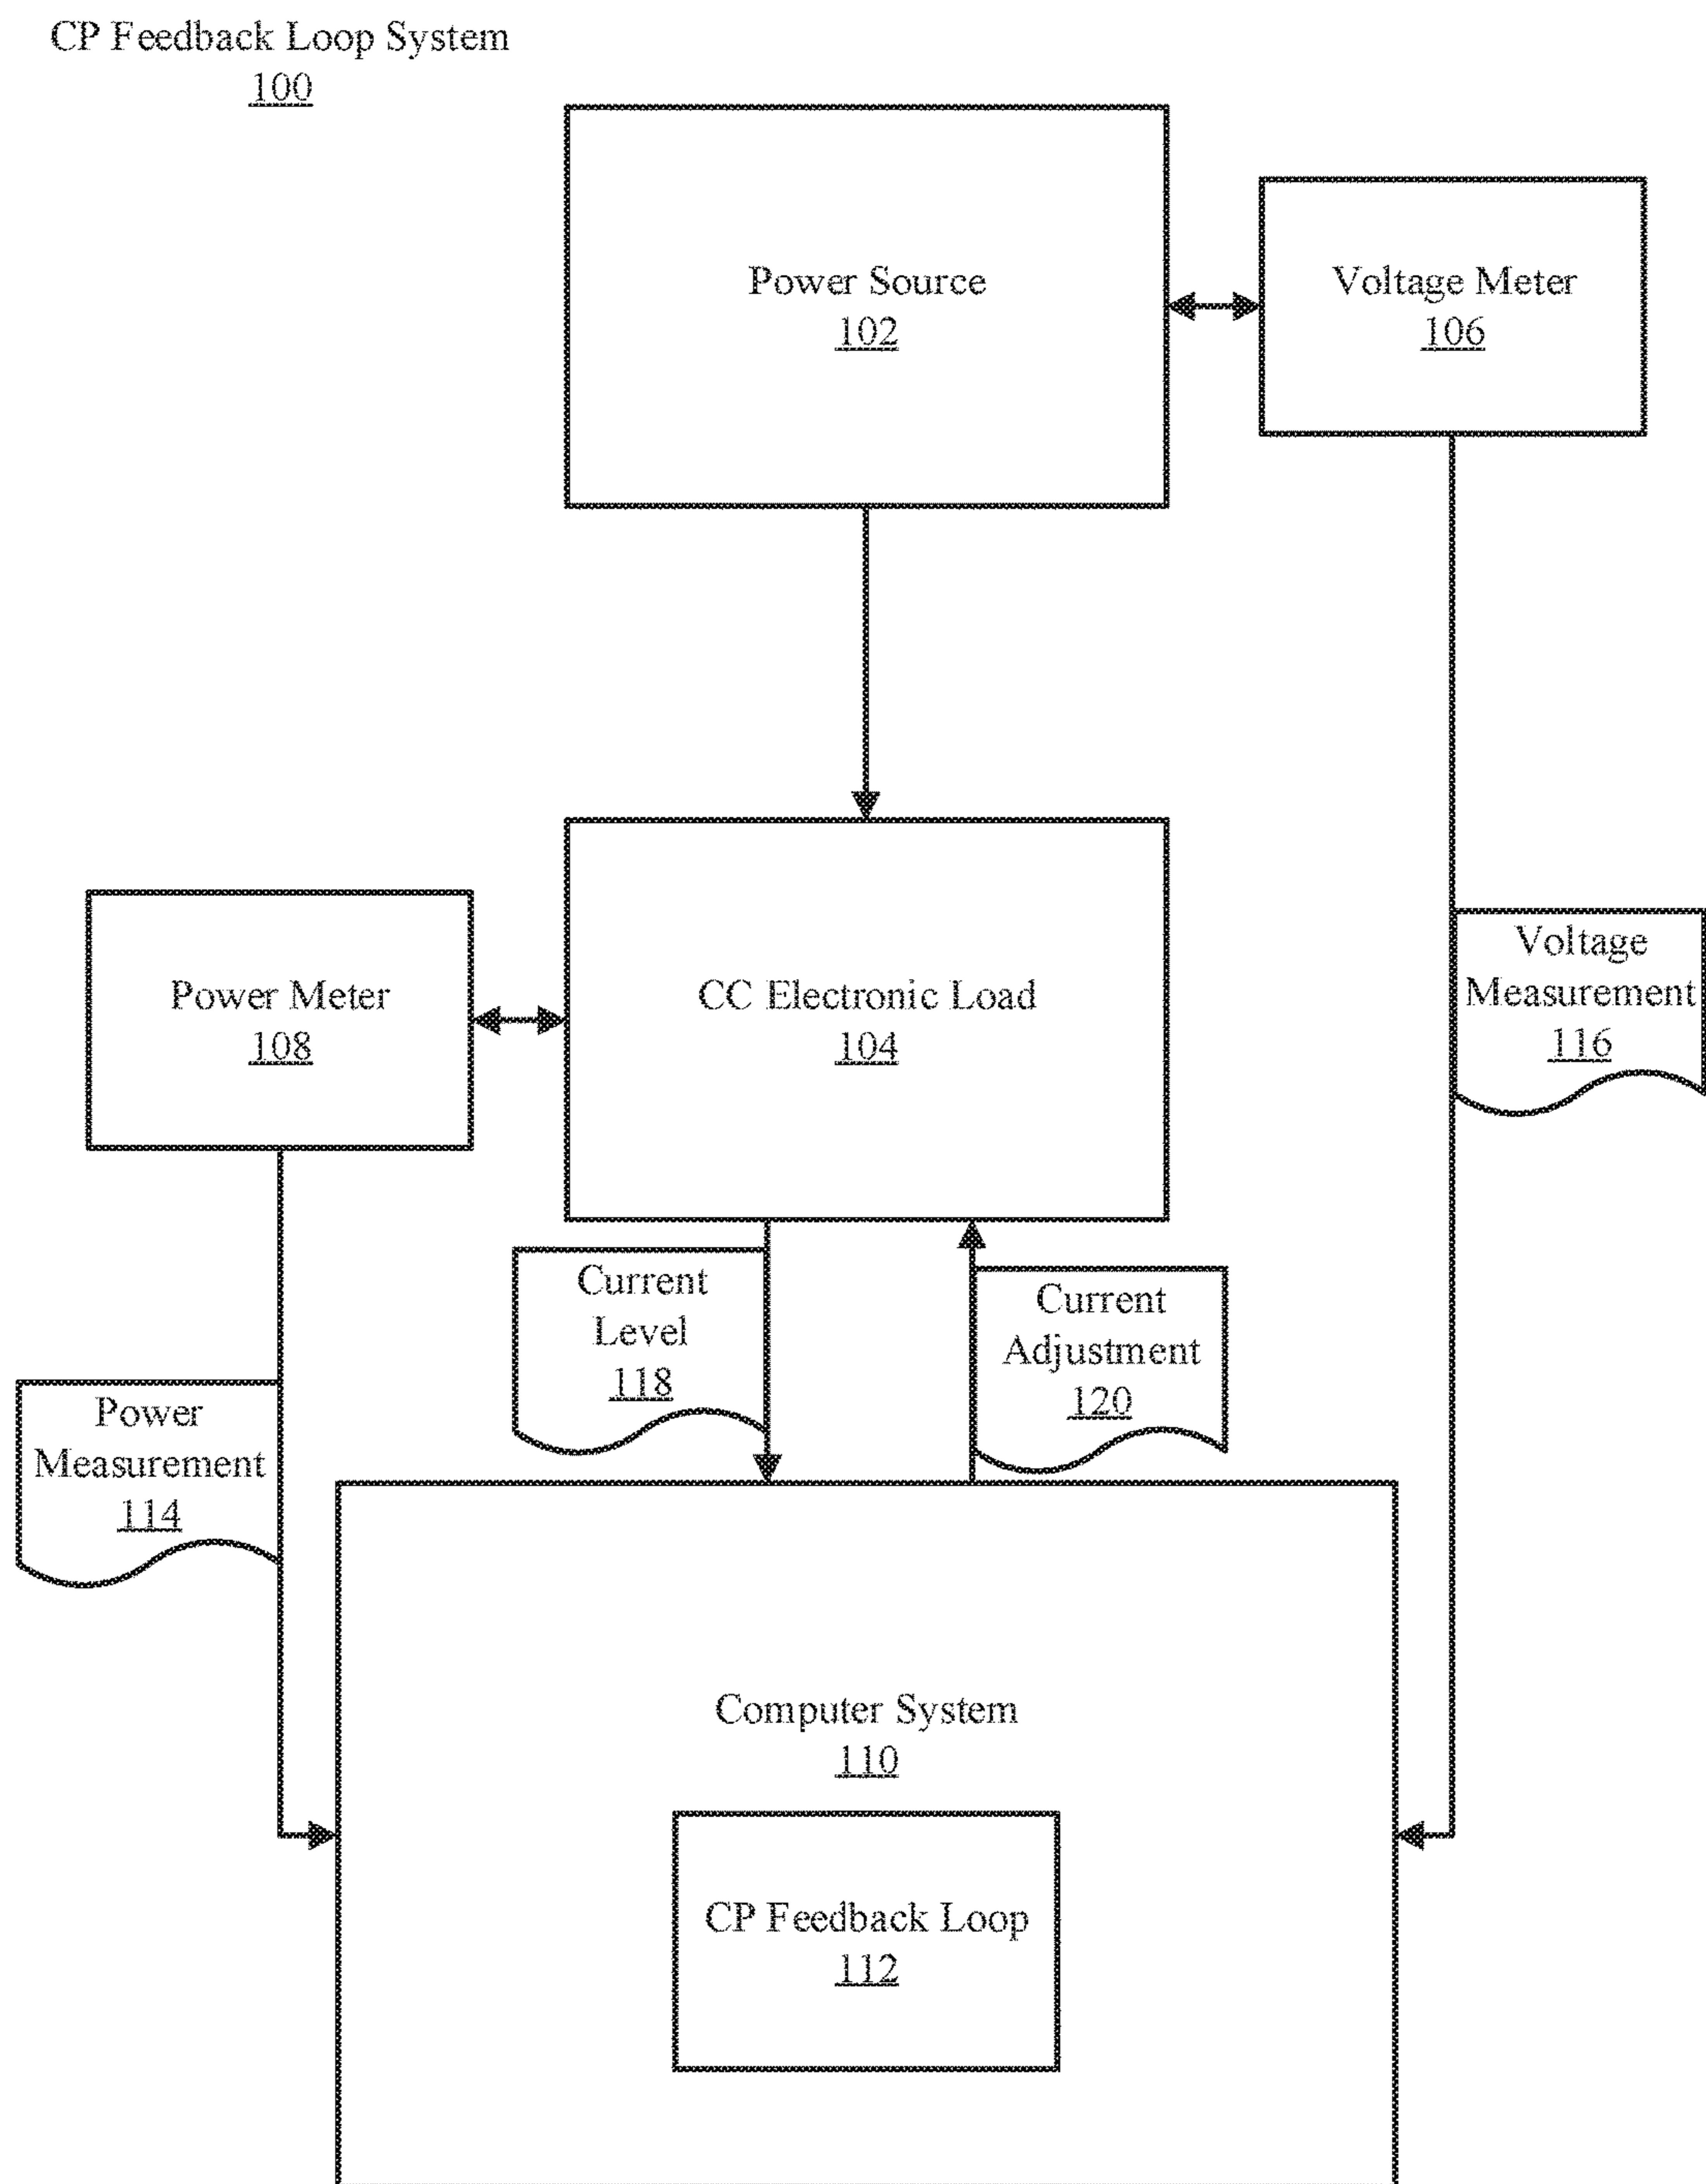 CP Feedback Loop System
100
Power Source
102
Voltage Meter
106
Power Meter
108
CC Electronic Load
104
Voltage
Measurement
116
Current
Level
118
Current
Adjustment
120
Power
Measurement
114
Computer System
110
CP Feedback Loop
112